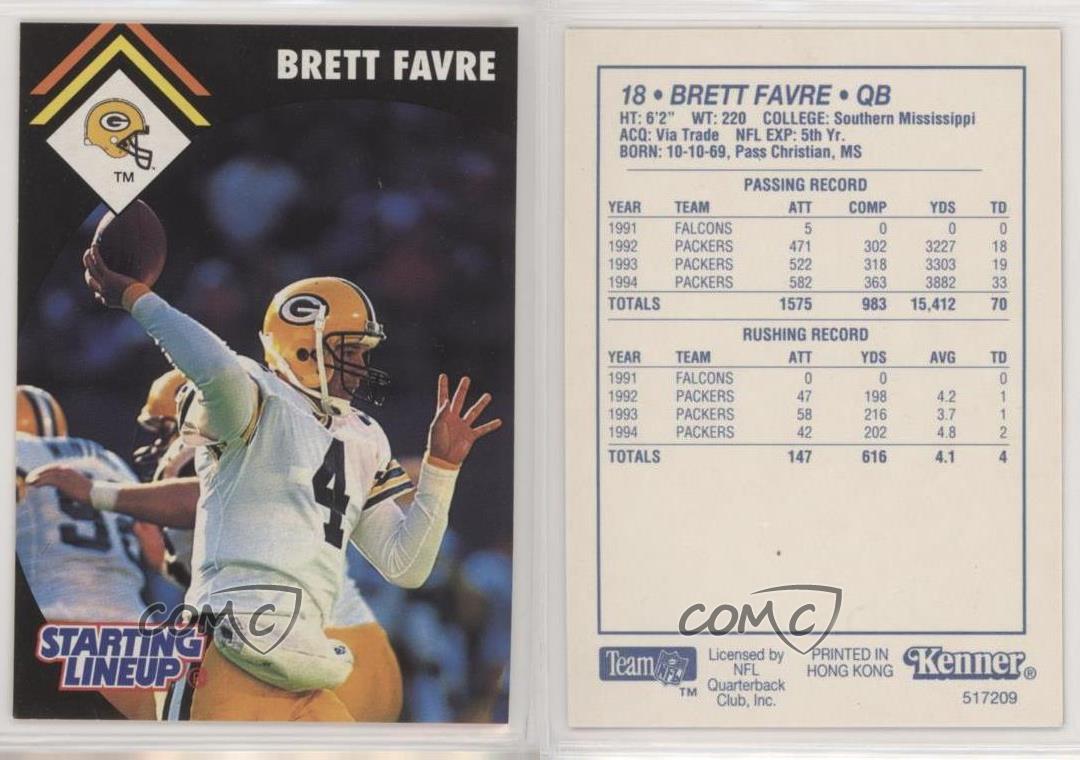 BRETT FAVRE
G
TM
G
4
STARTING
LINEUP®
COMC
18 • BRETT FAVRE • QB
HT: 6'2" WT: 220 COLLEGE: Southern Mississippi
ACQ: Via Trade NFL EXP: 5th Yr.
BORN: 10-10-69, Pass Christian, MS
PASSING RECORD
YEAR TEAM ATT COMP YDS TD
1991 FALCONS 5 0 0 0
1992 PACKERS 471 302 3227 18
1993 PACKERS 522 318 3303 19
1994 PACKERS 582 363 3882 33
TOTALS 1575 983 15,412 70
RUSHING RECORD
YEAR TEAM ATT YDS AVG TD
1991 FALCONS 0 0 0
1992 PACKERS 47 198 4.2 1
1993 PACKERS 58 216 3.7 1
1994 PACKERS 42 202 4.8 2
TOTALS 147 616 4.1 4
COMC
Team NFL TM
Licensed by
NFL
Quarterback
Club, Inc.
PRINTED IN
HONG KONG
Kenner®
517209